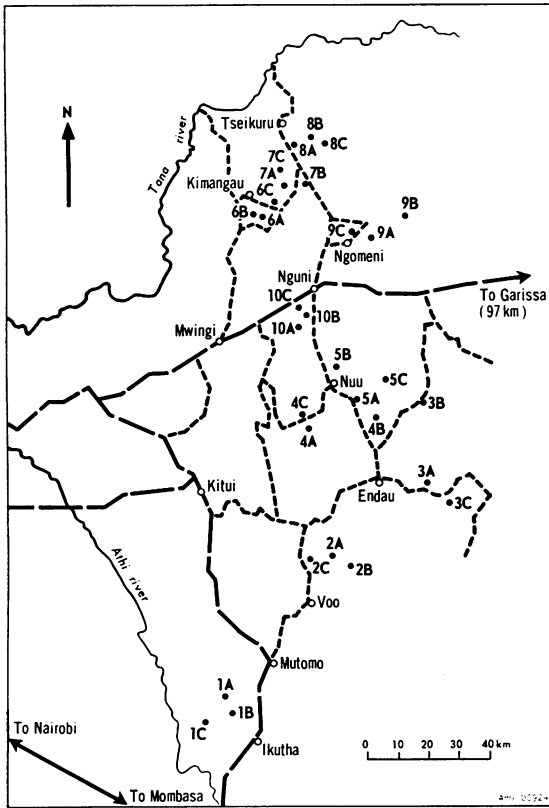 N
Tana river
Tseikuru
8B
8C
8A
7C
7A
7B
Kimangau
6C
6B
6A
9B
9C
9A
Ngomeni
Nguni
To Garissa
(97 km)
10C
10B
10A
Mwingi
5B
5C
Nuu
5A
3B
4C
4B
4A
Kitui
Endau
3A
3C
Athi river
2A
2C
2B
Voo
Mutomo
1A
1B
1C
To Nairobi
Ikutha
To Mombasa
0 10 20 40 km